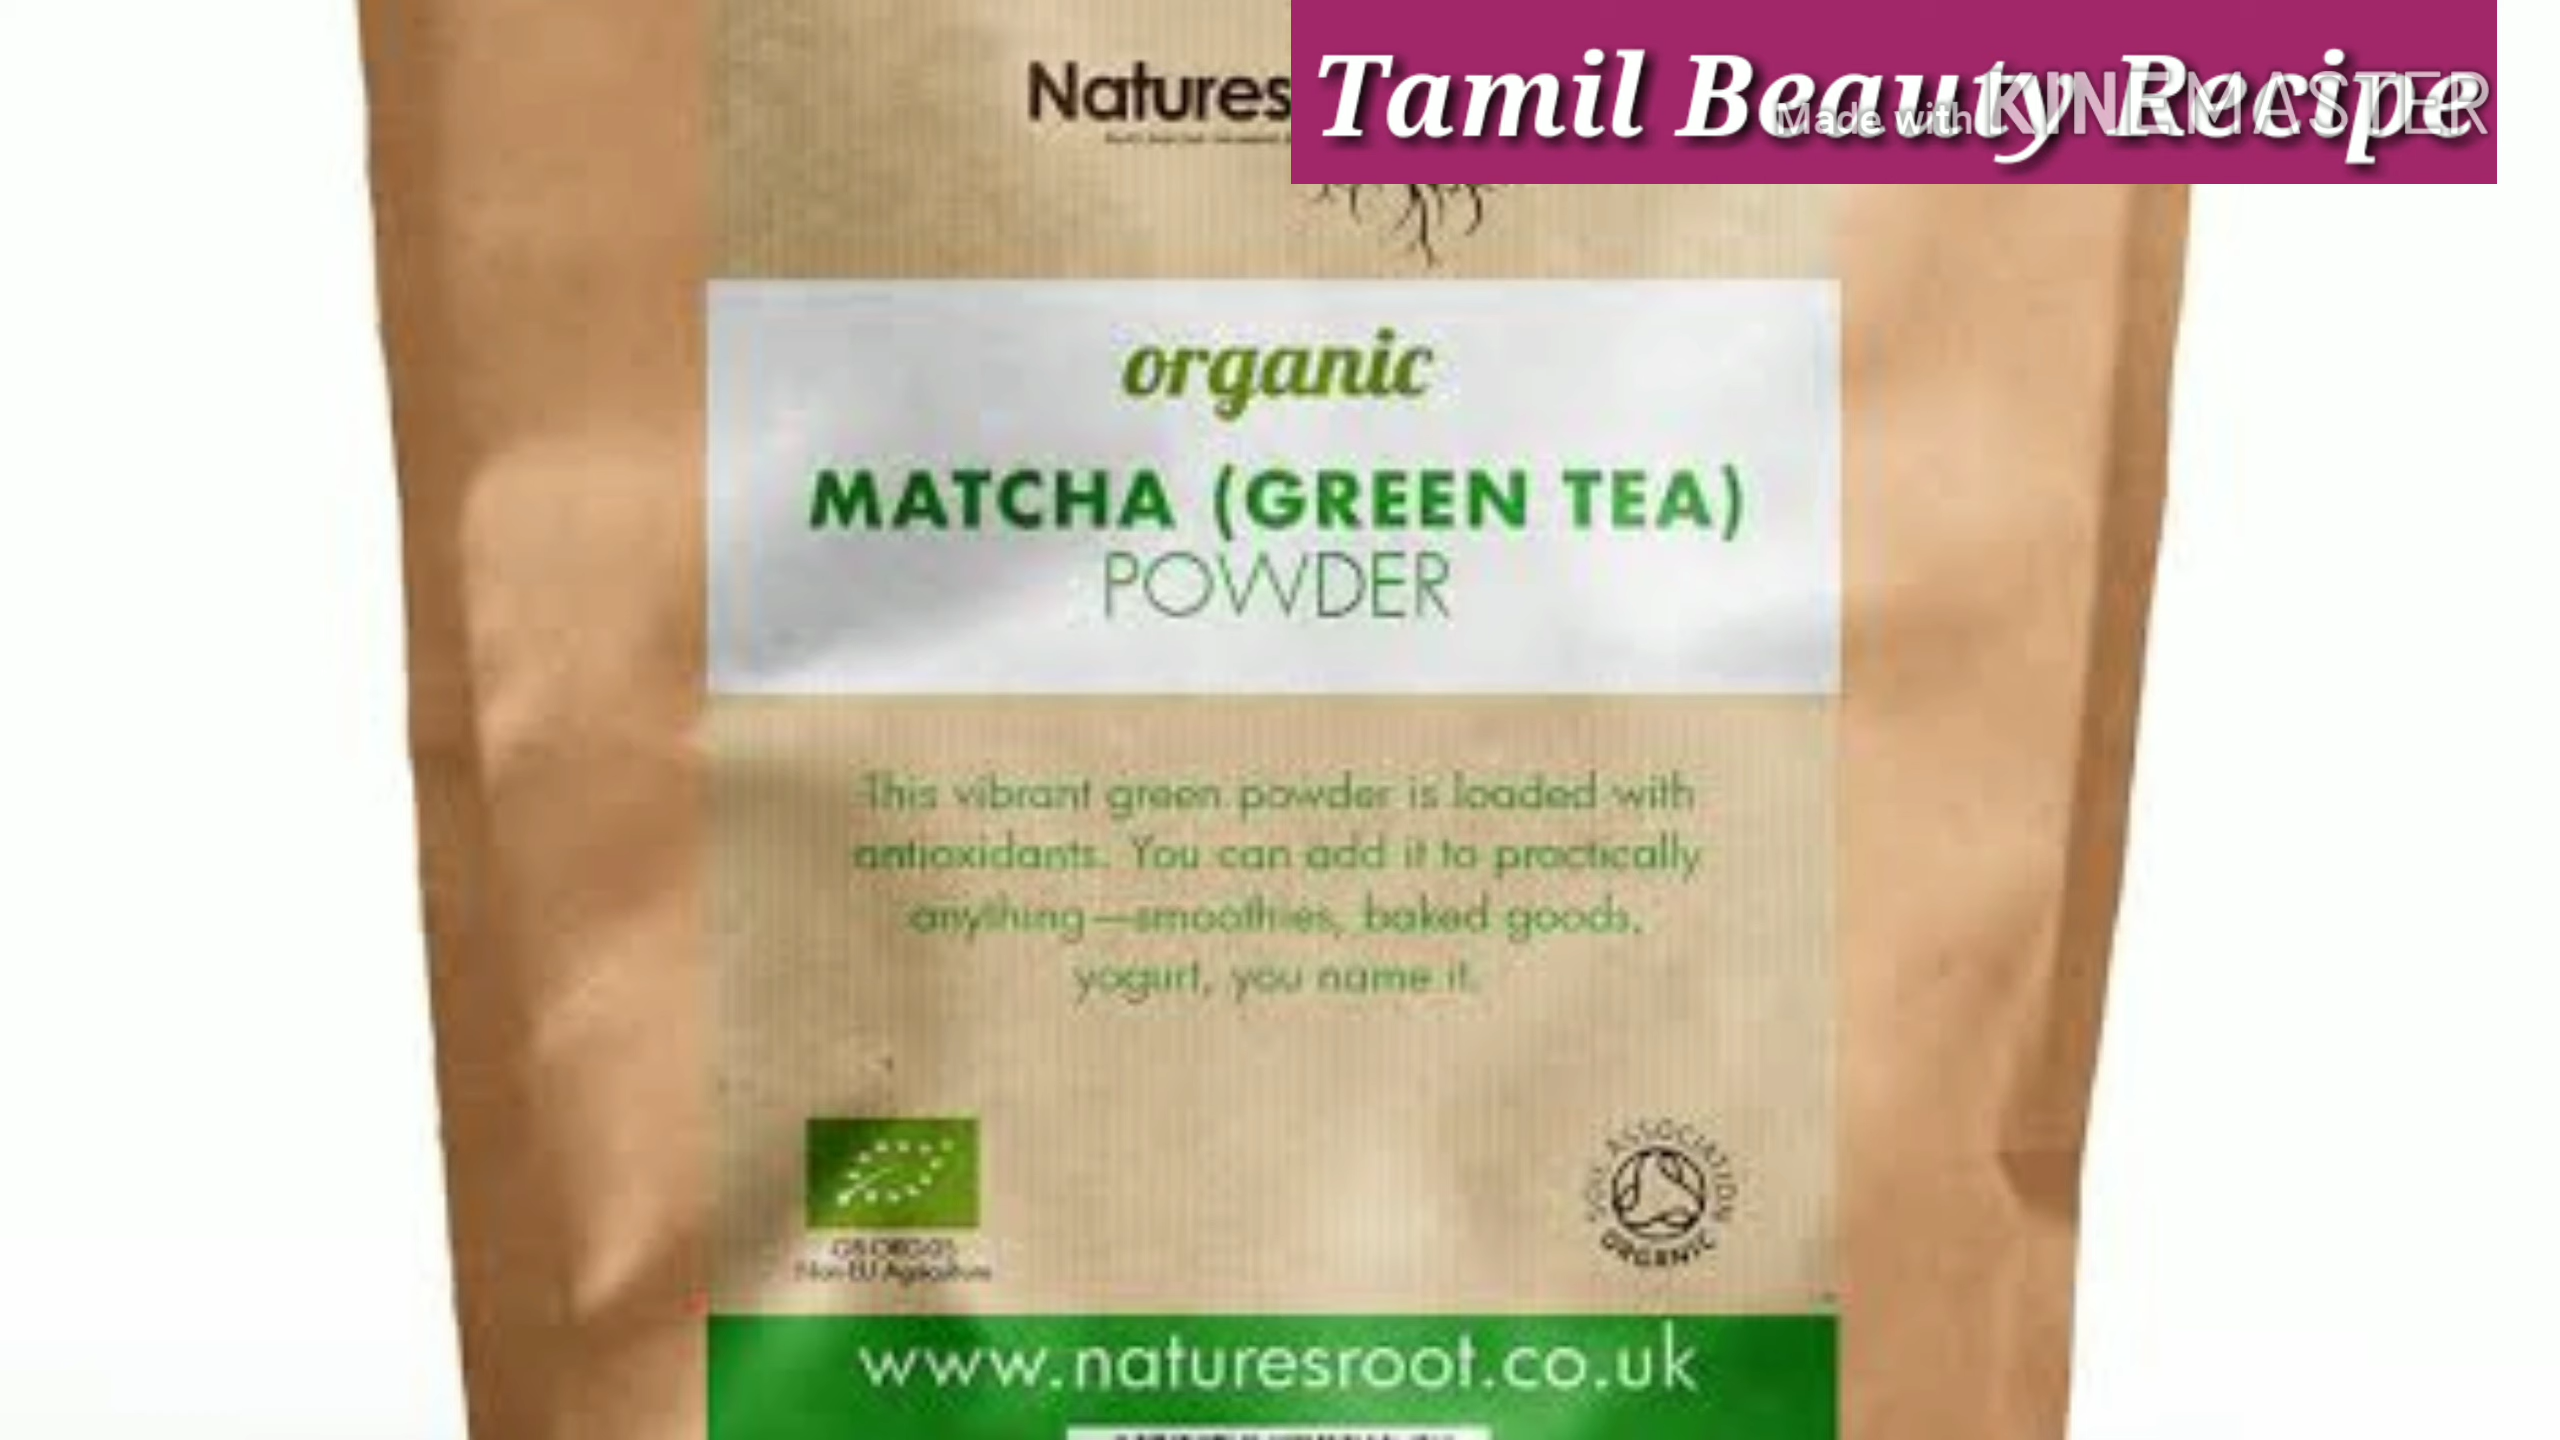 Natures
Tamil Beauty Recipe
Made with KINEMASTER
organic
MATCHA (GREEN TEA)
POWDER
This vibrant green powder is loaded with
antioxidants. You can add it to practically
anything—smoothies, baked goods,
yogurt, you name it.
Non-EU Agriculture
SOIL ASSOCIATION
ORGANIC
www.naturesroot.co.uk